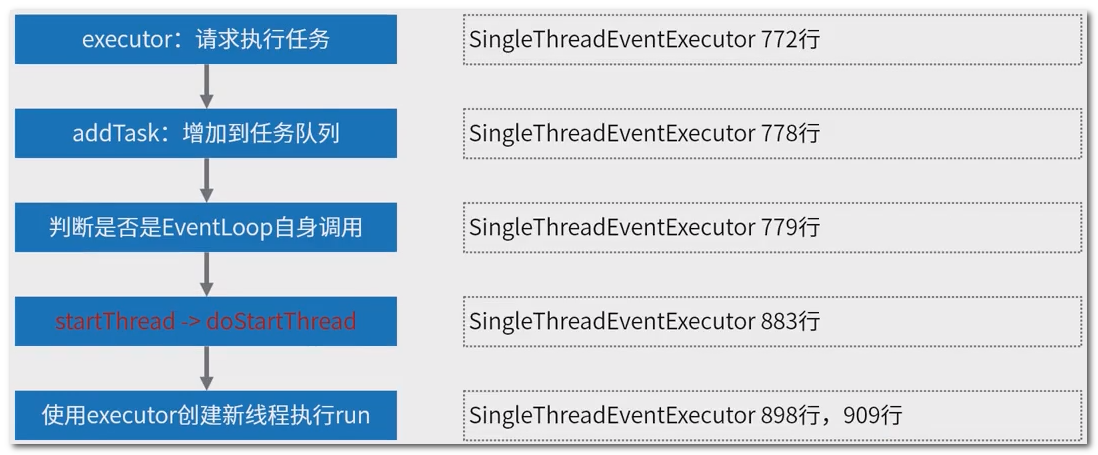 executor：请求执行任务
SingleThreadEventExecutor 772行
addTask：增加到任务队列
SingleThreadEventExecutor 778行
判断是否是EventLoop自身调用
SingleThreadEventExecutor 779行
startThread -> doStartThread
SingleThreadEventExecutor 883行
使用executor创建新线程执行run
SingleThreadEventExecutor 898行，909行